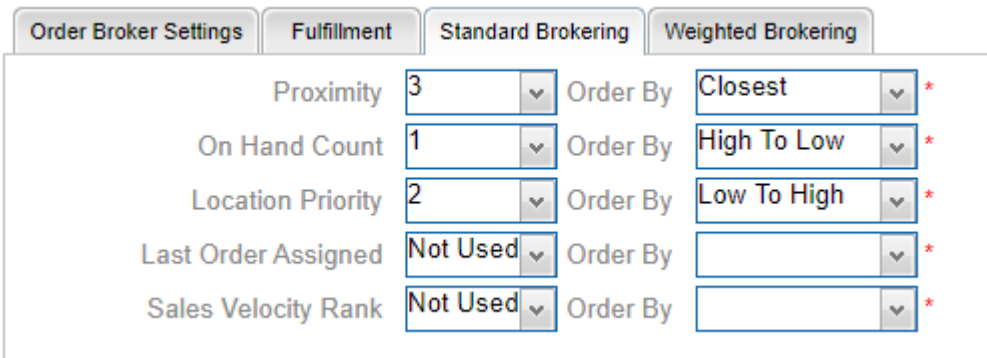 Order Broker Settings Fulfillment Standard Brokering Weighted Brokering
Proximity 3 Order By Closest *
On Hand Count 1 Order By High To Low *
Location Priority 2 Order By Low To High *
Last Order Assigned Not Used Order By *
Sales Velocity Rank Not Used Order By *